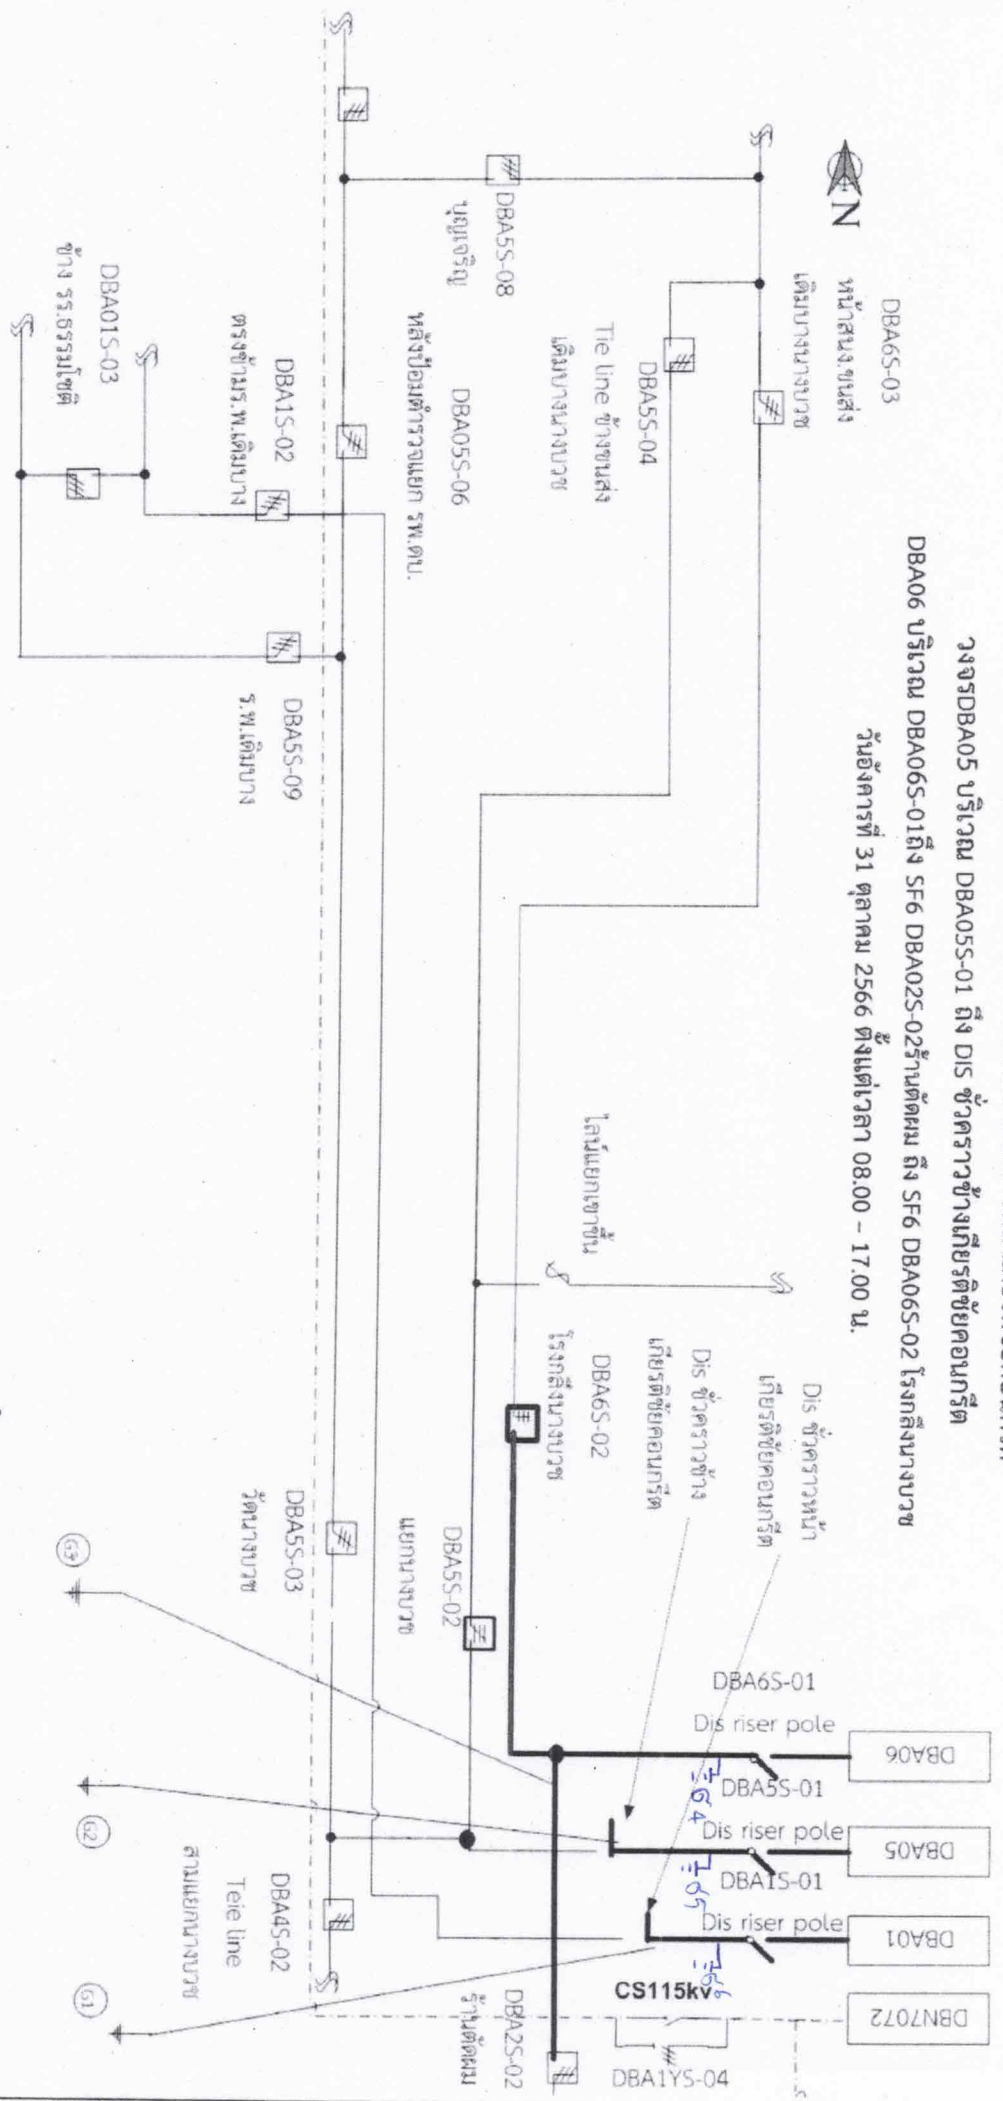 วงจรDBA05 บริเวณ DBA05S-01 ถึง DIS ชั่วคราวข้างเกียรติชัยคอนกรีต
DBA06 บริเวณ DBA06S-01ถึง SF6 DBA02S-02ร้านตัดผม ถึง SF6 DBA06S-02 โรงกลึงนางบวช
วันอังคารที่ 31 ตุลาคม 2566 ตั้งแต่เวลา 08.00 - 17.00 น.
N
DBA6S-03
หน้าสนง.ขนส่ง
เดิมบางนางบวช
DBA5S-04
Tie line ข้างขนส่ง
เดิมบางนางบวช
DBA5S-08
บุญเจริญ
DBA05S-06
หลังป้อมตำรวจแยก รพ.ดบ.
DBA1S-02
ตรงข้ามร.พ.เดิมบาง
DBA01S-03
ข้าง รร.ธรรมโชติ
DBA5S-09
ร.พ.เดิมบาง
ไลน์แยกเขาขึ้น
Dis ชั่วคราวหน้า
เกียรติชัยคอนกรีต
Dis ชั่วคราวข้าง
เกียรติชัยคอนกรีต
DBA6S-02
โรงกลึงนางบวช
DBA5S-02
แยกนางบวช
DBA5S-03
วัดนางบวช
DBA6S-01
Dis riser pole
DBA06
G4
DBA5S-01
Dis riser pole
DBA05
G5
DBA1S-01
Dis riser pole
DBA01
G6
CS115kv
DBN7072
DBA1YS-04
DBA2S-02
ร้านตัดผม
DBA4S-02
Teie line
สามแยกนางบวช
G3
G2
G1